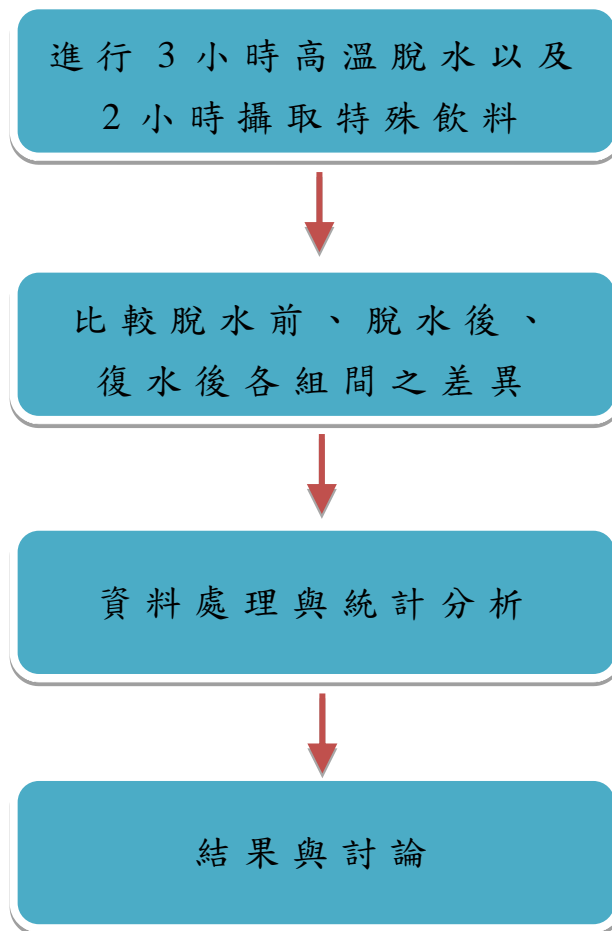 進行3小時高溫脫水以及
2小時攝取特殊飲料
比較脫水前、脫水後、
復水後各組間之差異
資料處理與統計分析
結果與討論